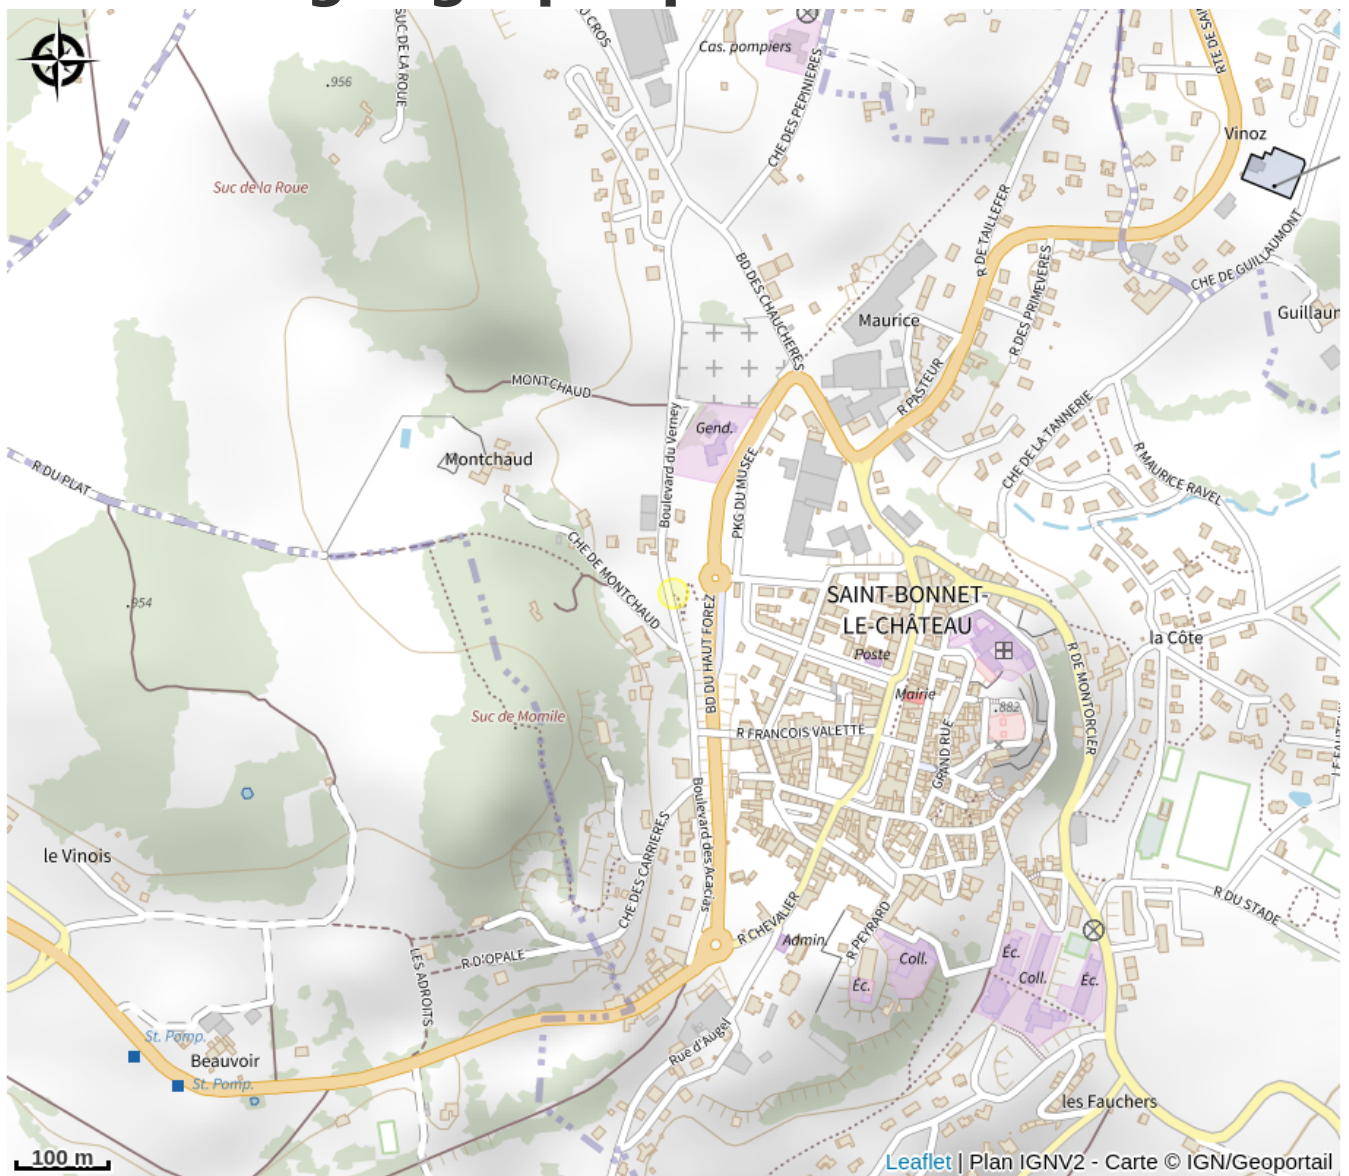 SUC DE LA ROUE
CROS
Cas. pompiers
RTE DE SAI
.956
CHE DES PEPINIERES
Vinoz
Suc de la Roue
R DE TAILLEFER
CHE DE GUILLAUMONT
BD DES CHAUCHERES
R DES PRIMEVERES
Maurice
Guillaum
MONTCHAUD
R PASTEUR
CHE DE LA TANNERIE
Gend.
Boulevard du Verney
Montchaud
R DU PLAT
PKG DU MUSEE
R MAURICE RAVEL
CHE DE MONTCHAUD
.954
SAINT-BONNET-
LE-CHÂTEAU
BD DU HAUT FOREZ
la Côte
Poste
R DE MONTORCIER
Mairie
.882
Suc de Momile
R FRANCOIS VALETTE
GRAND RUE
Boulevard des Acacias
le Vinois
CHE DES CARRIERES
R DU STADE
R CHEVALIER
R PEYRARD
Admin.
Coll.
Éc.
Coll.
Éc.
Éc.
R D'OPALE
LES ADROITS
St. Pomp.
Beauvoir
St. Pomp.
Rue d'Augel
les Fauchers
100 m
Leaflet | Plan IGNV2 - Carte © IGN/Geoportail